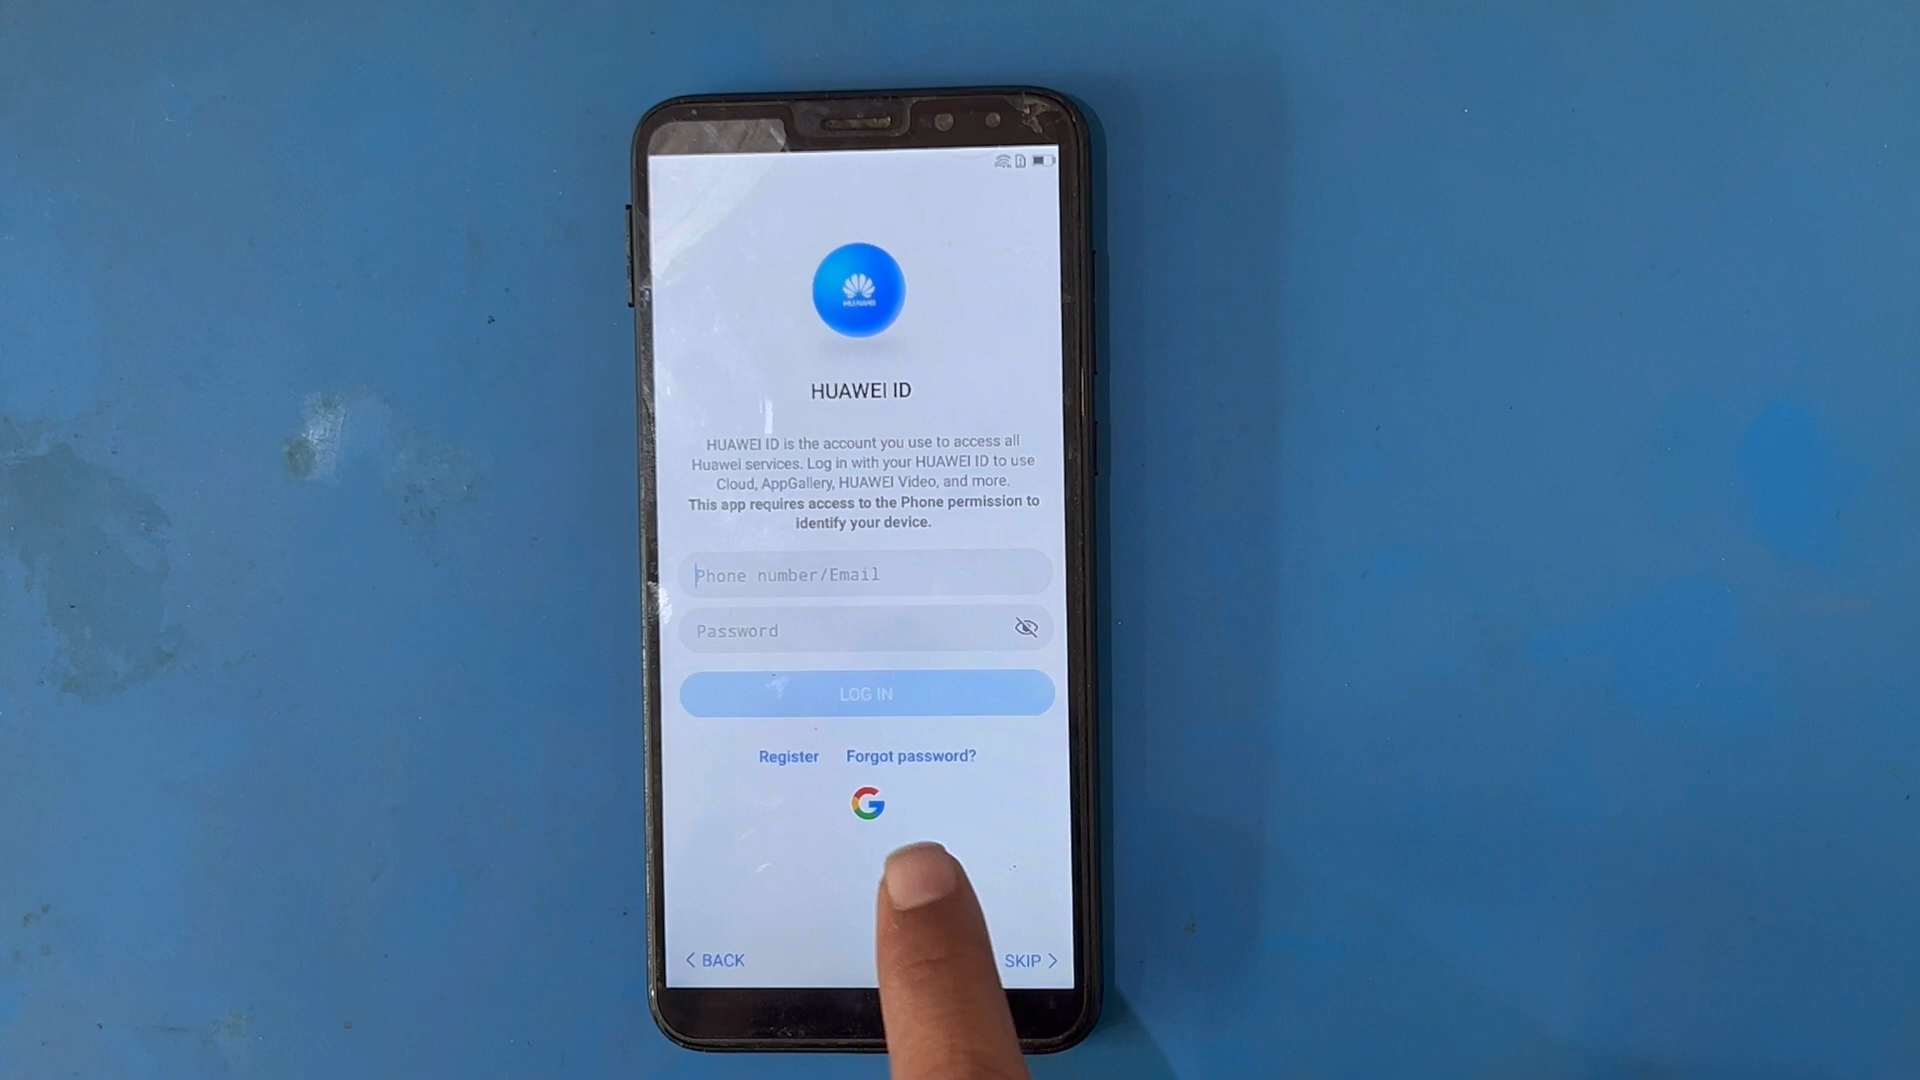 HUAWEI
HUAWEI ID
HUAWEI ID is the account you use to access all
Huawei services. Log in with your HUAWEI ID to use
Cloud, AppGallery, HUAWEI Video, and more.
This app requires access to the Phone permission to
identify your device.
Phone number/Email
Password
LOG IN
Register Forgot password?
G
< BACK SKIP >